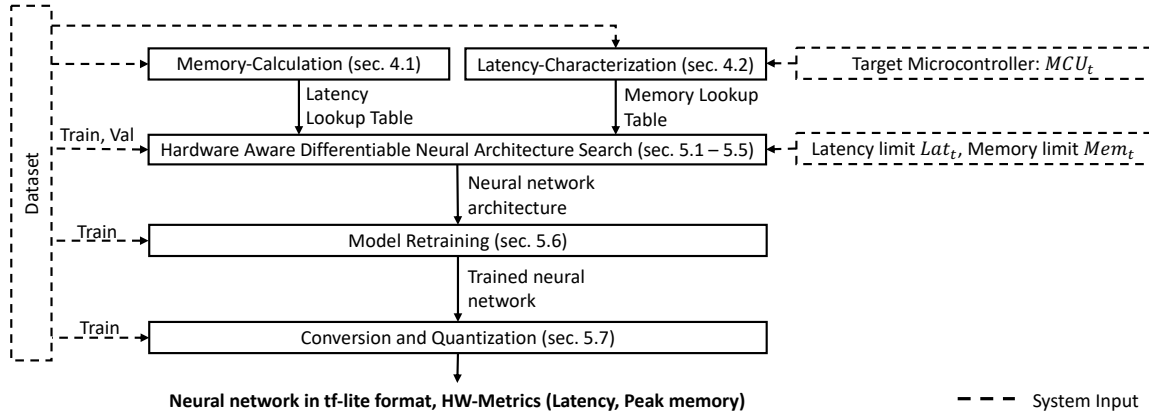 Dataset
Memory-Calculation (sec. 4.1)
Latency-Characterization (sec. 4.2)
Target Microcontroller: MCU_t
Latency
Lookup Table
Memory Lookup
Table
Train, Val
Hardware Aware Differentiable Neural Architecture Search (sec. 5.1 – 5.5)
Latency limit Lat_t, Memory limit Mem_t
Neural network
architecture
Train
Model Retraining (sec. 5.6)
Trained neural
network
Train
Conversion and Quantization (sec. 5.7)
Neural network in tf-lite format, HW-Metrics (Latency, Peak memory)
System Input